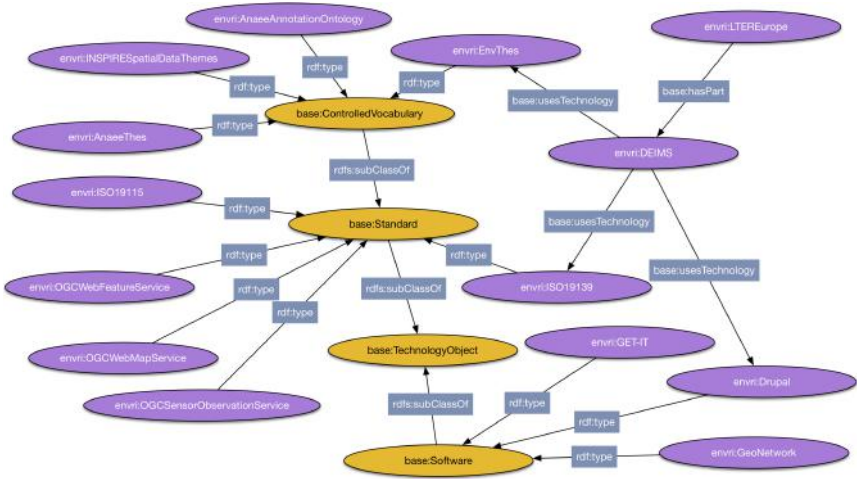 envri:AnaeeAnnotationOntology
envri:LTEREurope
envri:INSPIRESpatialDataThemes
envri:EnvThes
rdf:type
rdf:type
rdf:type
base:hasPart
base:usesTechnology
base:ControlledVocabulary
envri:AnaeeThes
rdf:type
envri:DEIMS
rdfs:subClassOf
envri:ISO19115
rdf:type
base:usesTechnology
base:Standard
rdf:type
rdf:type
base:usesTechnology
envri:OGCWebFeatureService
rdf:type
rdfs:subClassOf
envri:ISO19139
rdf:type
envri:GET-IT
base:TechnologyObject
envri:OGCWebMapService
envri:Drupal
envri:OGCSensorObservationService
rdfs:subClassOf
rdf:type
rdf:type
envri:GeoNetwork
base:Software
rdf:type